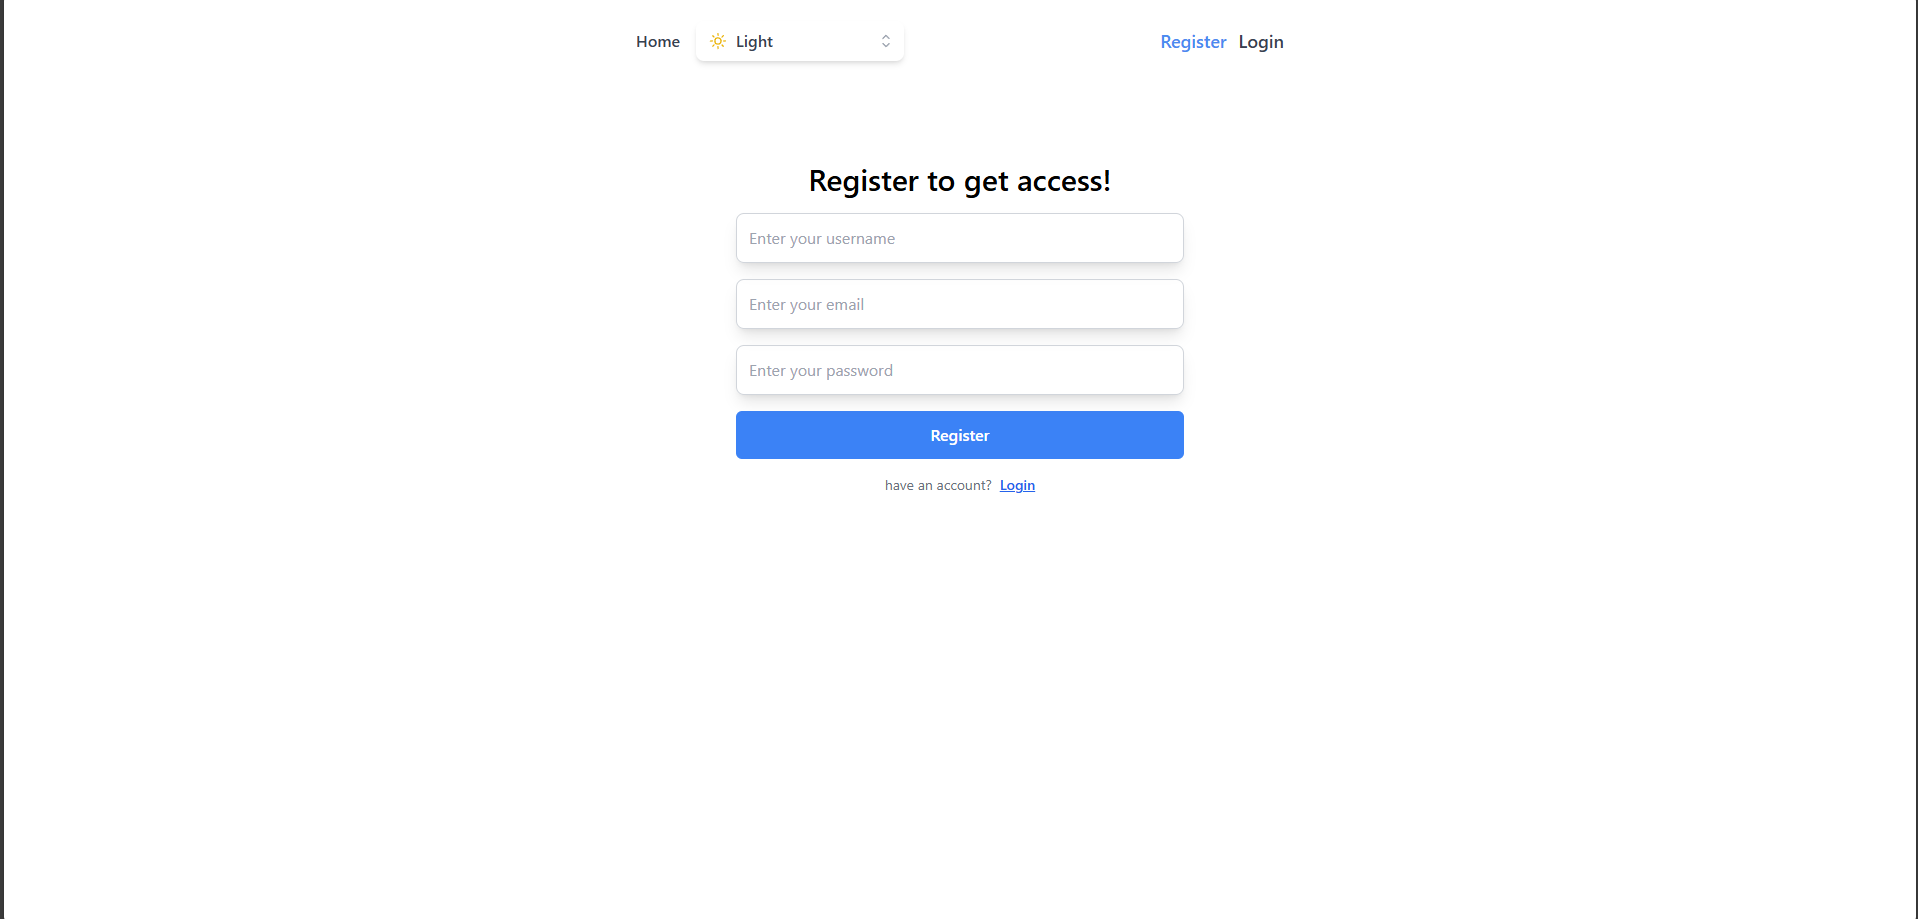 Home Light Register Login
Register to get access!
Enter your username
Enter your email
Enter your password
Register
have an account? Login